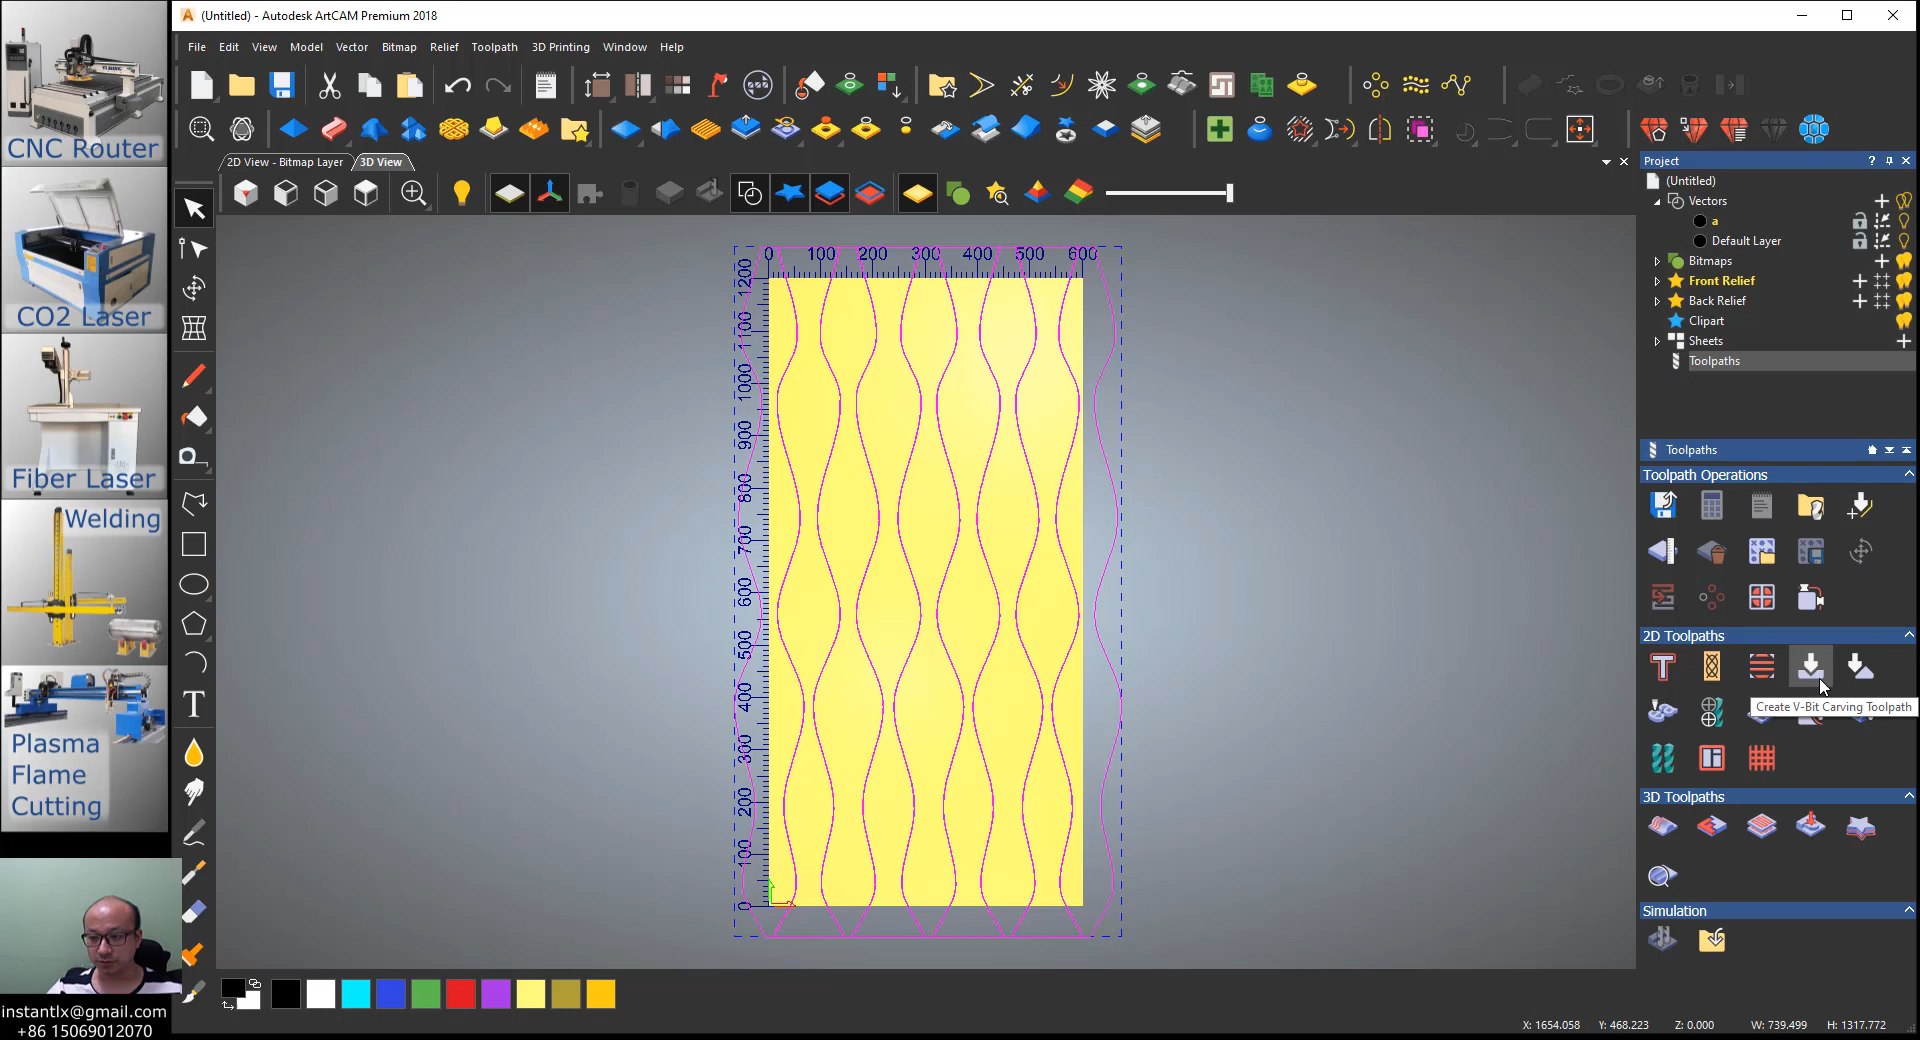 (Untitled) - Autodesk ArtCAM Premium 2018
File Edit View Model Vector Bitmap Relief Toolpath 3D Printing Window Help
CNC Router
CO2 Laser
Fiber Laser
Welding
Plasma
Flame
Cutting
instantlx@gmail.com
+86 15069012070
2D View - Bitmap Layer
3D View
0 100 200 300 400 500 600
1200
1100
1000
900
800
700
600
500
400
300
200
100
0
Project
(Untitled)
Vectors
a
Default Layer
Bitmaps
Front Relief
Back Relief
Clipart
Sheets
Toolpaths
Toolpaths
Toolpath Operations
2D Toolpaths
Create V-Bit Carving Toolpath
3D Toolpaths
Simulation
X: 1654.058 Y: 468.223 Z: 0.000 W: 739.499 H: 1317.772